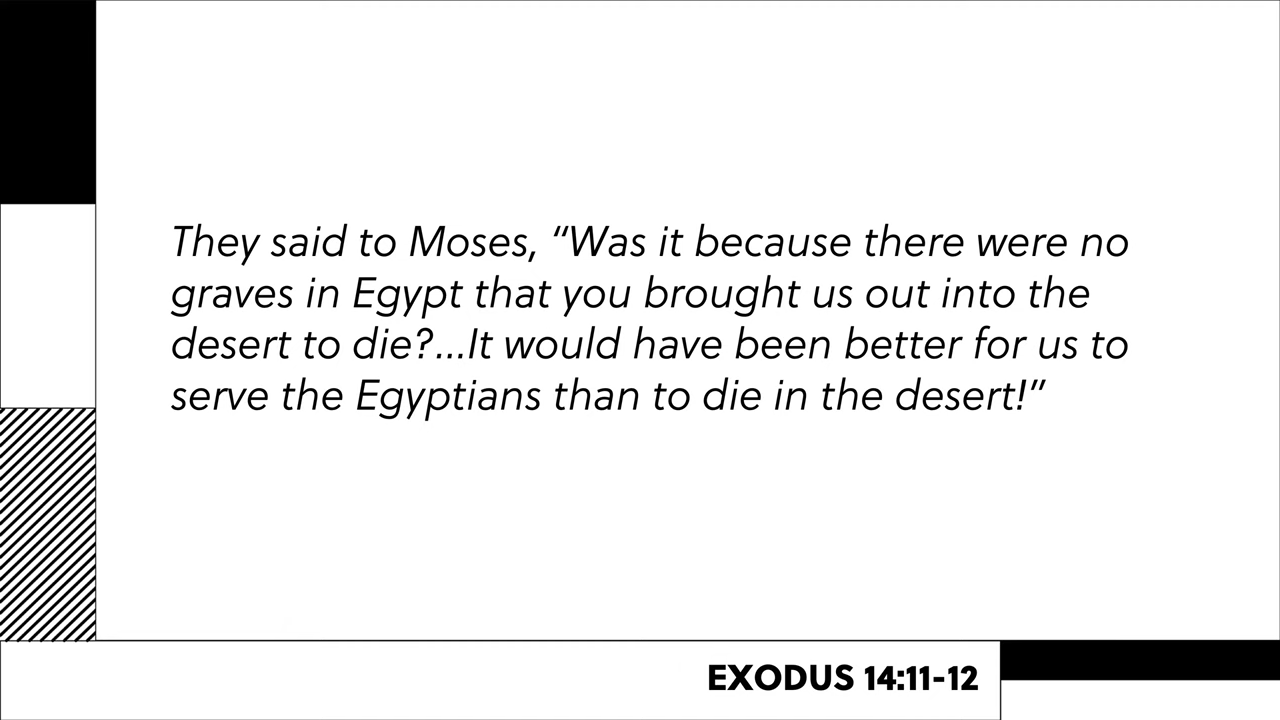 They said to Moses, “Was it because there were no
graves in Egypt that you brought us out into the
desert to die?...It would have been better for us to
serve the Egyptians than to die in the desert!”
EXODUS 14:11-12